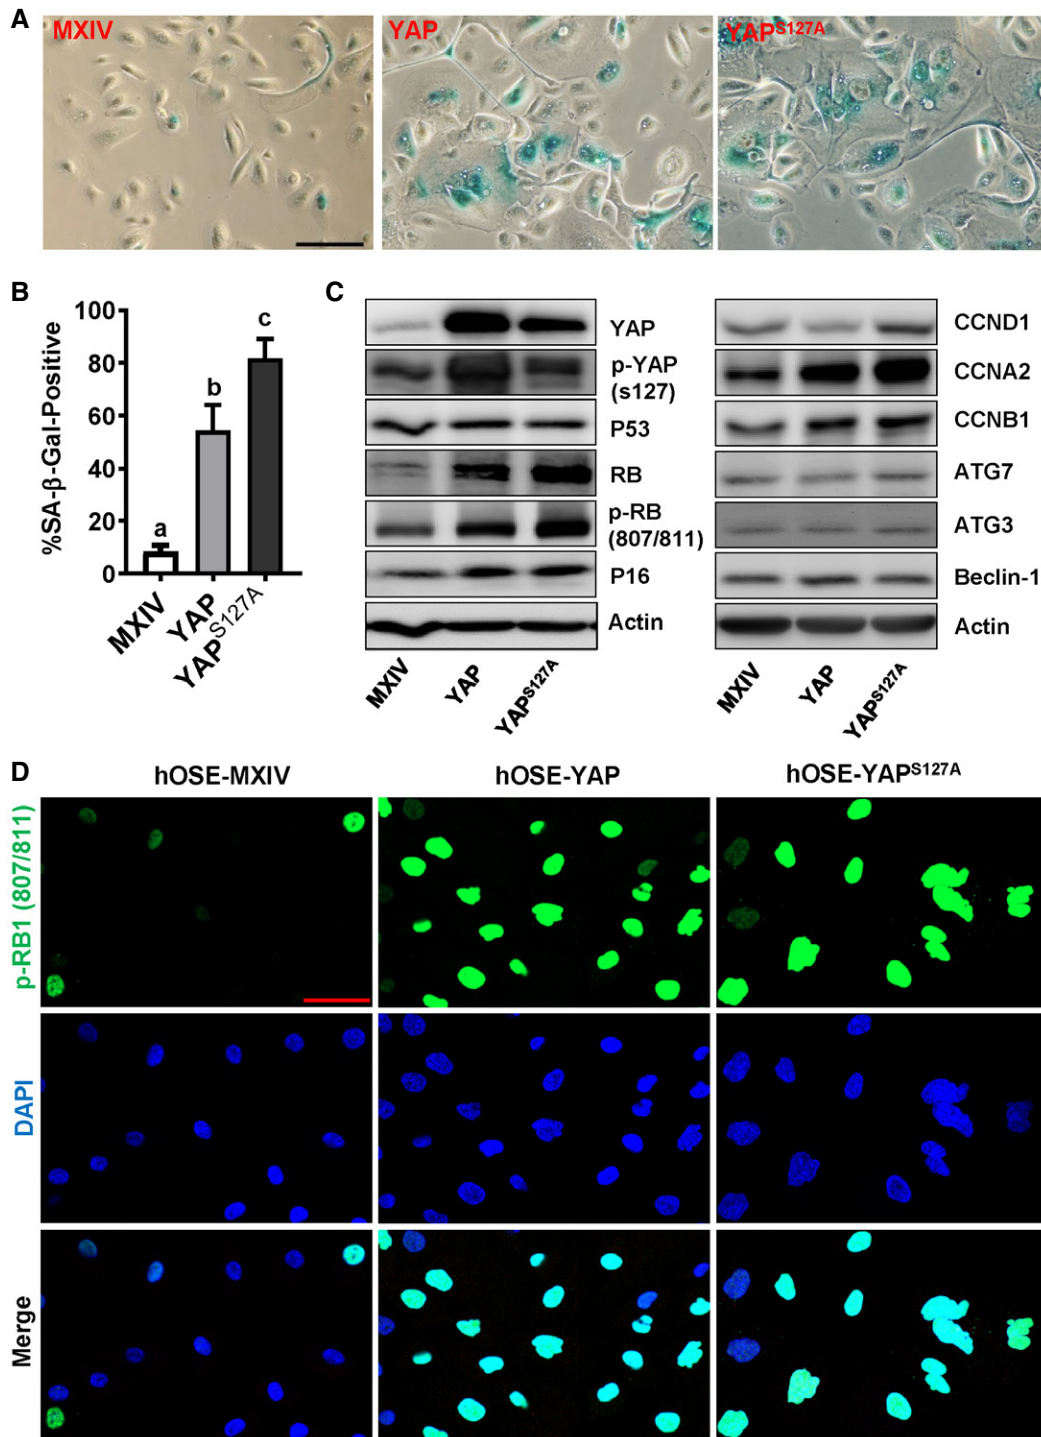 A
MXIV
YAP
YAPS127A
B
%SA-β-Gal-Positive
100
80
60
40
20
0
a
b
c
MXIV
YAP
YAPS127A
C
YAP
p-YAP
(s127)
P53
RB
p-RB
(807/811)
P16
Actin
MXIV
YAP
YAPS127A
CCND1
CCNA2
CCNB1
ATG7
ATG3
Beclin-1
Actin
MXIV
YAP
YAPS127A
D
hOSE-MXIV
hOSE-YAP
hOSE-YAPS127A
p-RB1 (807/811)
DAPI
Merge